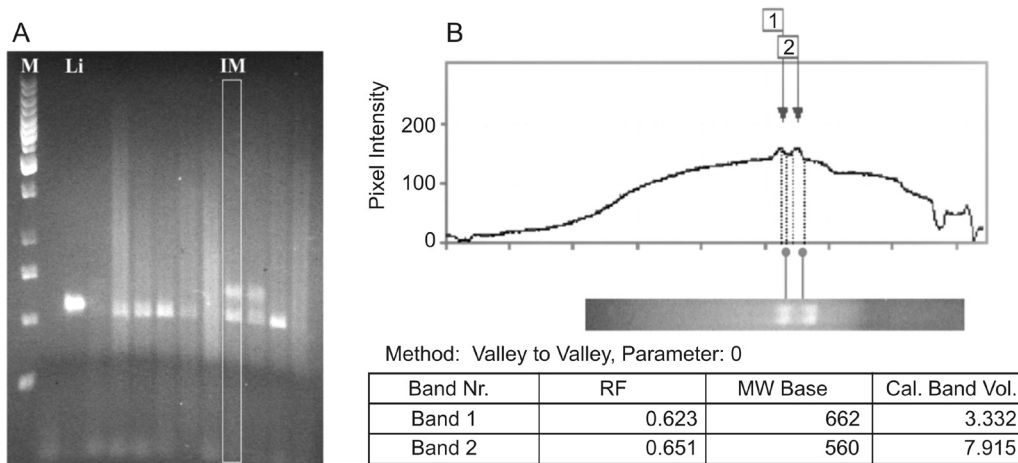 A
M Li IM
B
1
2
Pixel Intensity
200
100
0
Method: Valley to Valley, Parameter: 0
Band Nr. RF MW Base Cal. Band Vol.
Band 1 0.623 662 3.332
Band 2 0.651 560 7.915